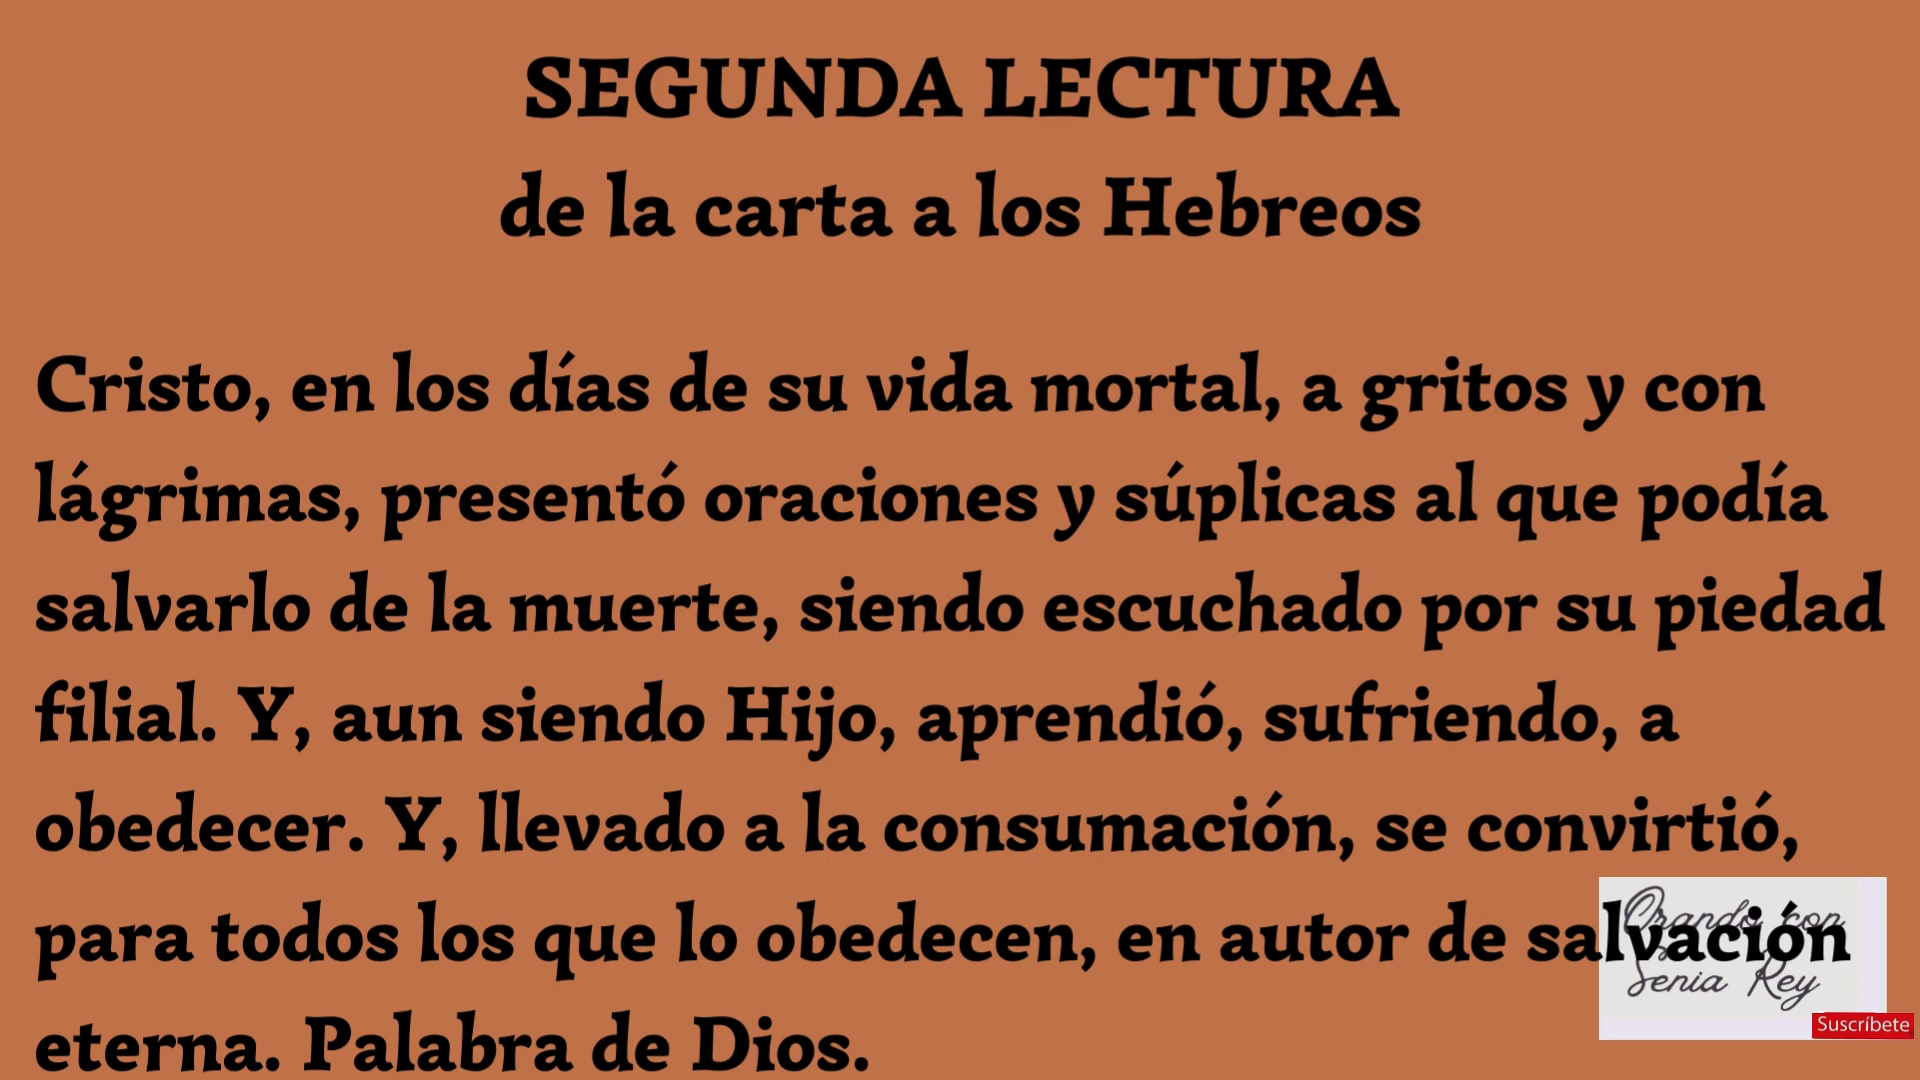 SEGUNDA LECTURA
de la carta a los Hebreos
Cristo, en los días de su vida mortal, a gritos y con
lágrimas, presentó oraciones y súplicas al que podía
salvarlo de la muerte, siendo escuchado por su piedad
filial. Y, aun siendo Hijo, aprendió, sufriendo, a
obedecer. Y, llevado a la consumación, se convirtió,
para todos los que lo obedecen, en autor de salvación
eterna. Palabra de Dios.
Orando con
Senia Rey
Suscríbete